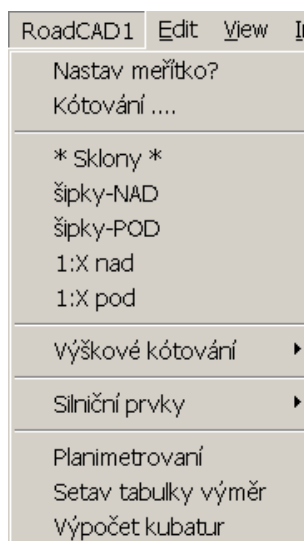 RoadCAD1 Edit View
Nastav meřítko?
Kótování ....
* Sklony *
šipky-NAD
šipky-POD
1:X nad
1:X pod
Výškové kótování
Silniční prvky
Planimetrovaní
Setav tabulky výměr
Výpočet kubatur